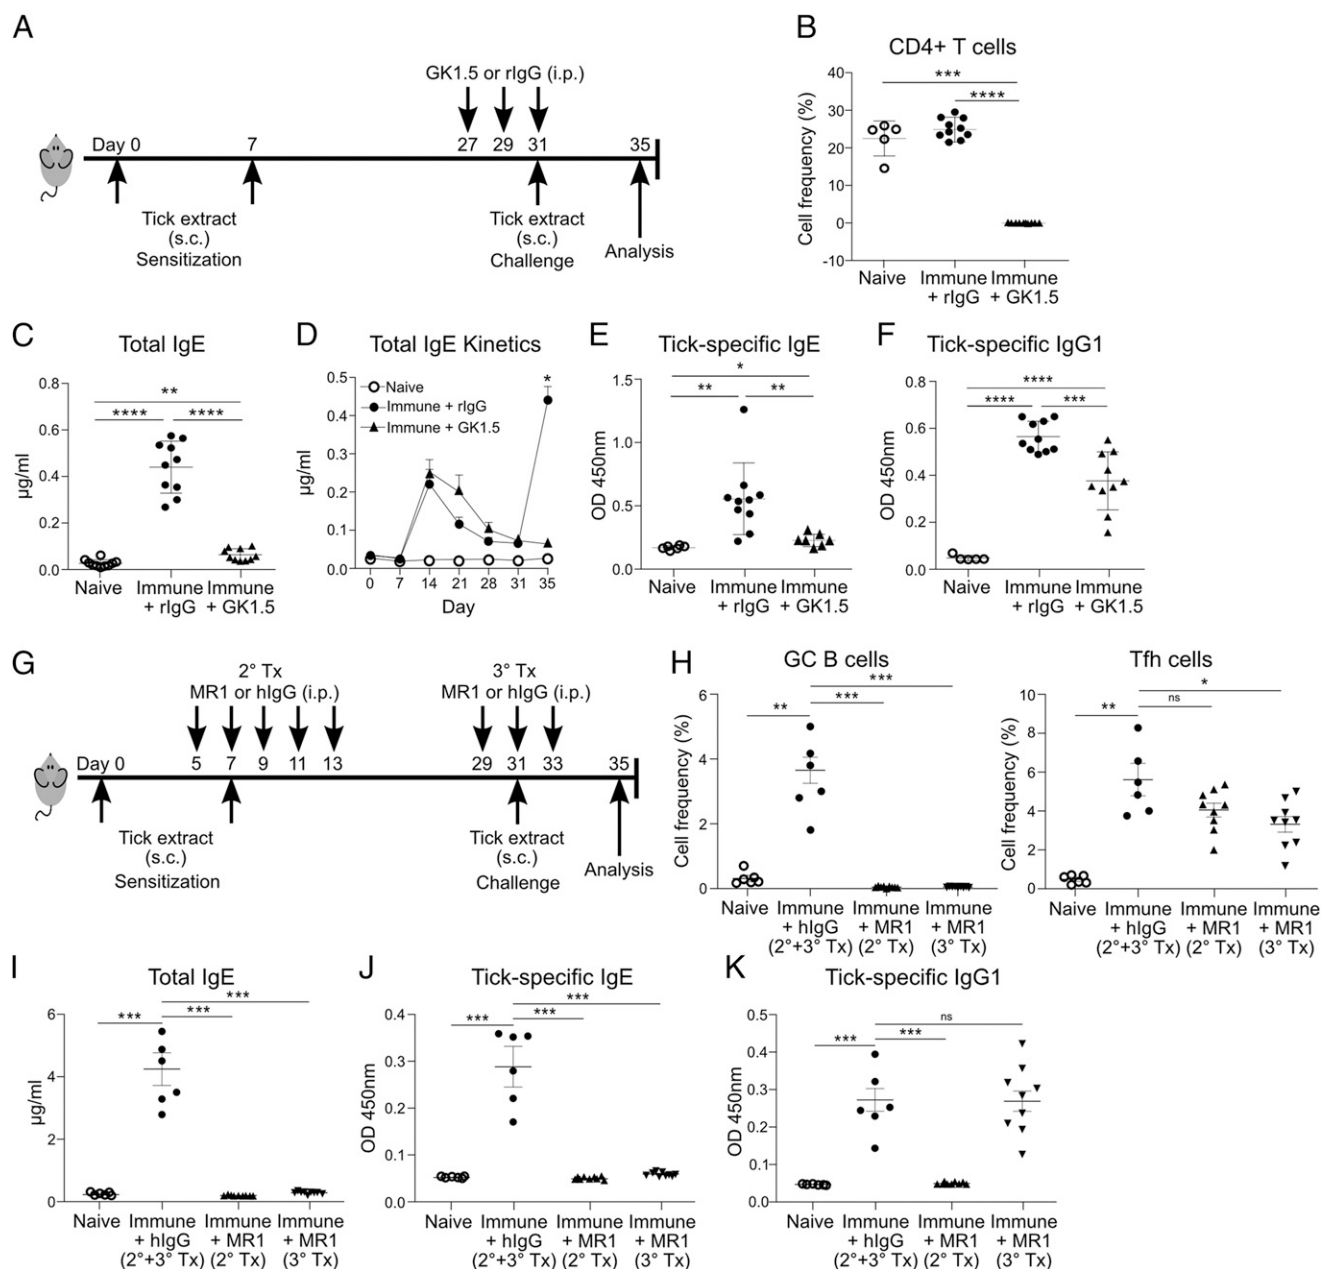 A
GK1.5 or rIgG (i.p.)
Day 0
7
27
29
31
35
Tick extract
(s.c.)
Sensitization
Tick extract
(s.c.)
Challenge
Analysis
B
CD4+ T cells
***
****
Cell frequency (%)
40
30
20
10
0
-10
Naive
Immune
+ rIgG
Immune
+ GK1.5
C
Total IgE
**
****
****
µg/ml
0.8
0.6
0.4
0.2
0.0
Naive
Immune
+ rIgG
Immune
+ GK1.5
D
Total IgE Kinetics
Naive
Immune + rIgG
Immune + GK1.5
*
µg/ml
0.5
0.4
0.3
0.2
0.1
0.0
0
7
14
21
28
31
35
Day
E
Tick-specific IgE
*
**
**
OD 450nm
1.5
1.0
0.5
0.0
Naive
Immune
+ rIgG
Immune
+ GK1.5
F
Tick-specific IgG1
****
****
***
OD 450nm
0.8
0.6
0.4
0.2
0.0
Naive
Immune
+ rIgG
Immune
+ GK1.5
G
2° Tx
MR1 or hIgG (i.p.)
3° Tx
MR1 or hIgG (i.p.)
Day 0
5
7
9
11
13
29
31
33
35
Tick extract
(s.c.)
Sensitization
Tick extract
(s.c.)
Challenge
Analysis
H
GC B cells
***
***
**
Cell frequency (%)
6
4
2
0
Naive
Immune
+ hIgG
(2°+3° Tx)
Immune
+ MR1
(2° Tx)
Immune
+ MR1
(3° Tx)
Tfh cells
*
ns
**
Cell frequency (%)
10
8
6
4
2
0
Naive
Immune
+ hIgG
(2°+3° Tx)
Immune
+ MR1
(2° Tx)
Immune
+ MR1
(3° Tx)
I
Total IgE
***
***
***
µg/ml
6
4
2
0
Naive
Immune
+ hIgG
(2°+3° Tx)
Immune
+ MR1
(2° Tx)
Immune
+ MR1
(3° Tx)
J
Tick-specific IgE
***
***
***
OD 450nm
0.4
0.3
0.2
0.1
0.0
Naive
Immune
+ hIgG
(2°+3° Tx)
Immune
+ MR1
(2° Tx)
Immune
+ MR1
(3° Tx)
K
Tick-specific IgG1
ns
***
***
OD 450nm
0.5
0.4
0.3
0.2
0.1
0.0
Naive
Immune
+ hIgG
(2°+3° Tx)
Immune
+ MR1
(2° Tx)
Immune
+ MR1
(3° Tx)